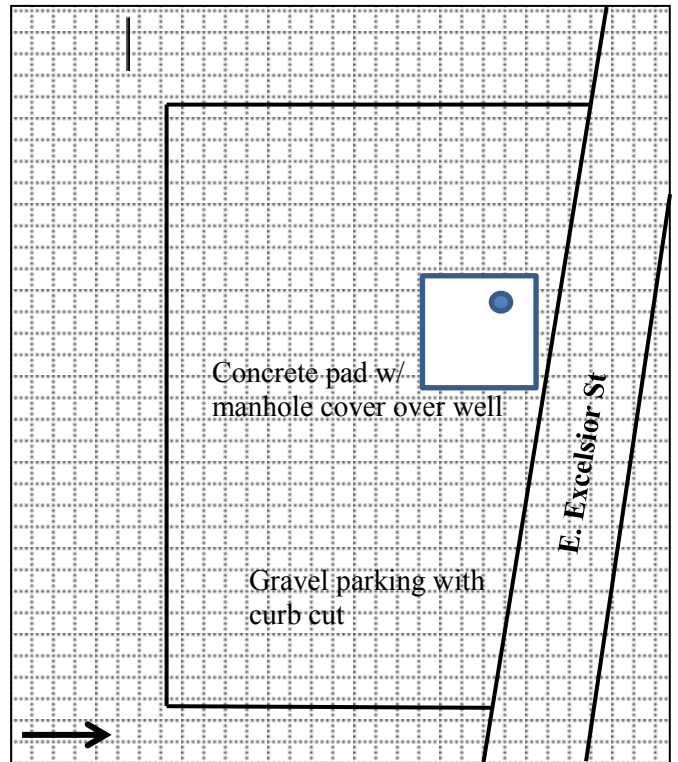 Concrete pad w/
manhole cover over well
E. Excelsior St
Gravel parking with
curb cut